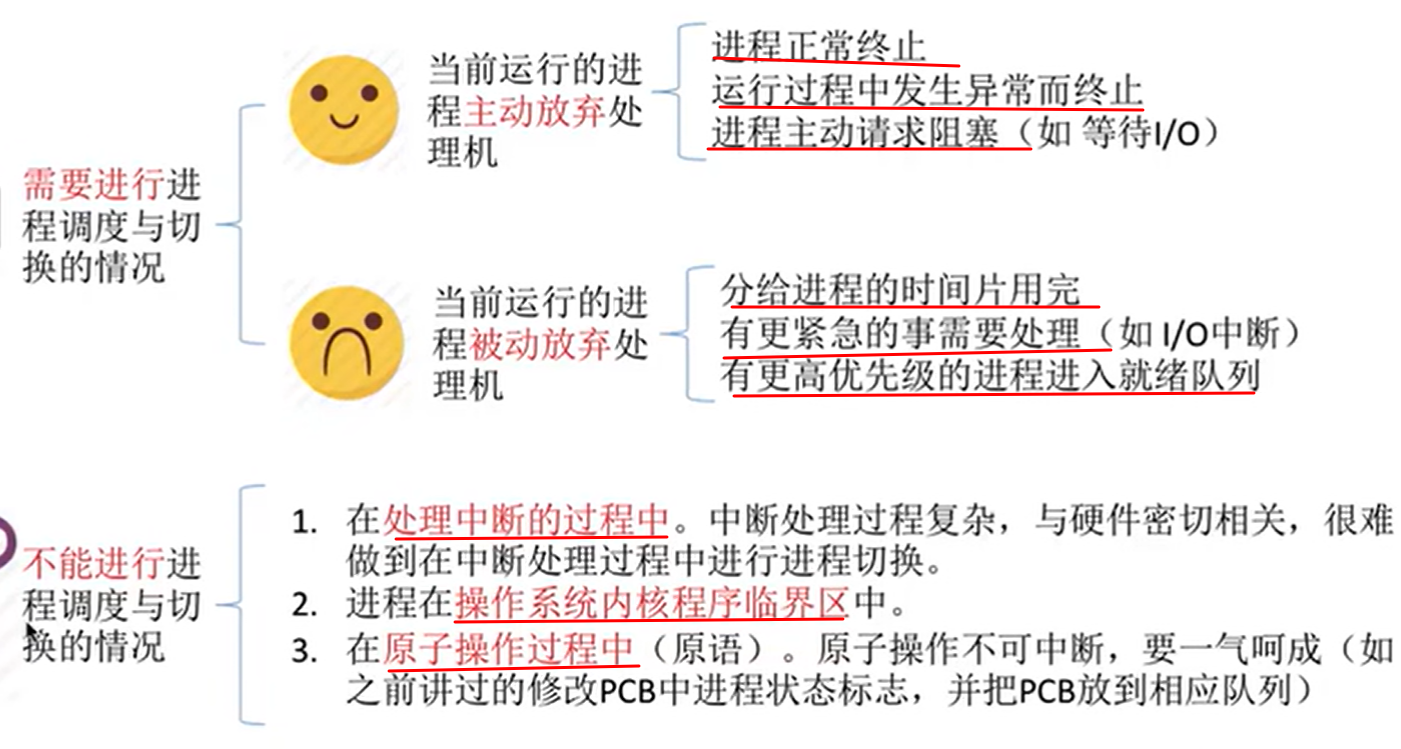 需要进行进
程调度与切
换的情况
当前运行的进
程主动放弃处
理机
进程正常终止
运行过程中发生异常而终止
进程主动请求阻塞（如 等待I/O）
当前运行的进
程被动放弃处
理机
分给进程的时间片用完
有更紧急的事需要处理（如 I/O中断）
有更高优先级的进程进入就绪队列
不能进行进
程调度与切
换的情况
1. 在处理中断的过程中。中断处理过程复杂，与硬件密切相关，很难
做到在中断处理过程中进行进程切换。
2. 进程在操作系统内核程序临界区中。
3. 在原子操作过程中（原语）。原子操作不可中断，要一气呵成（如
之前讲过的修改PCB中进程状态标志，并把PCB放到相应队列）